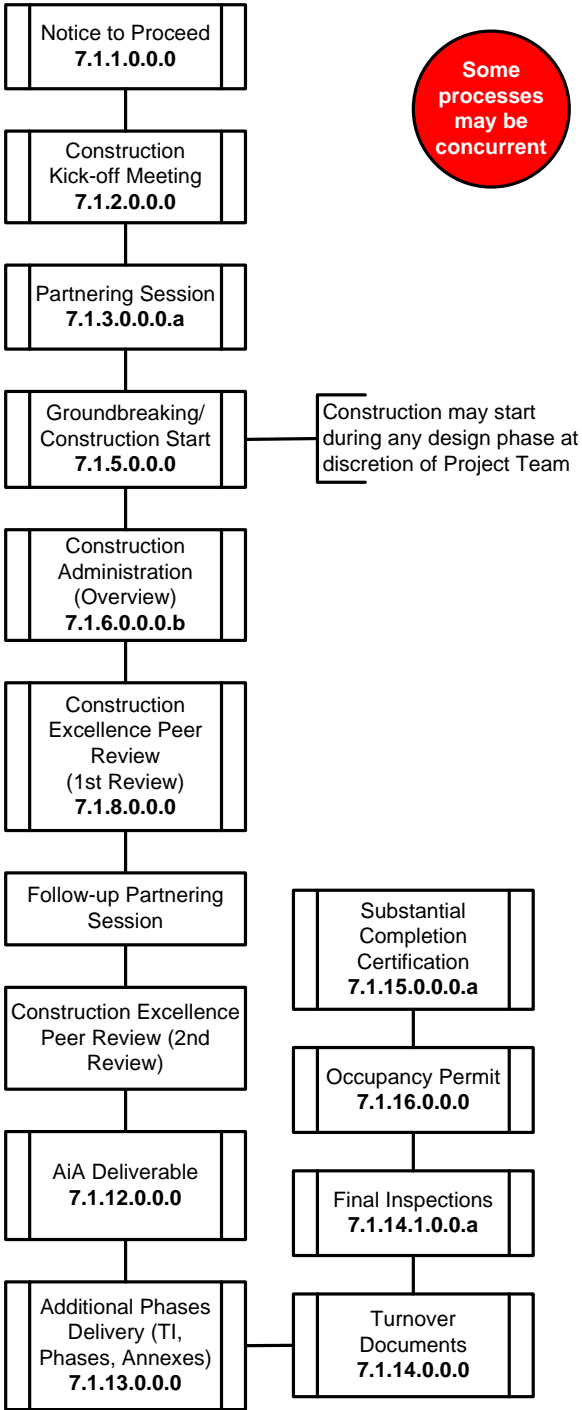 Notice to Proceed
7.1.1.0.0.0
Some
processes
may be
concurrent
Construction
Kick-off Meeting
7.1.2.0.0.0
Partnering Session
7.1.3.0.0.0.a
Groundbreaking/
Construction Start
7.1.5.0.0.0
Construction may start
during any design phase at
discretion of Project Team
Construction
Administration
(Overview)
7.1.6.0.0.0.b
Construction
Excellence Peer
Review
(1st Review)
7.1.8.0.0.0
Follow-up Partnering
Session
Construction Excellence
Peer Review (2nd
Review)
AiA Deliverable
7.1.12.0.0.0
Additional Phases
Delivery (TI,
Phases, Annexes)
7.1.13.0.0.0
Turnover
Documents
7.1.14.0.0.0
Final Inspections
7.1.14.1.0.0.a
Occupancy Permit
7.1.16.0.0.0
Substantial
Completion
Certification
7.1.15.0.0.0.a